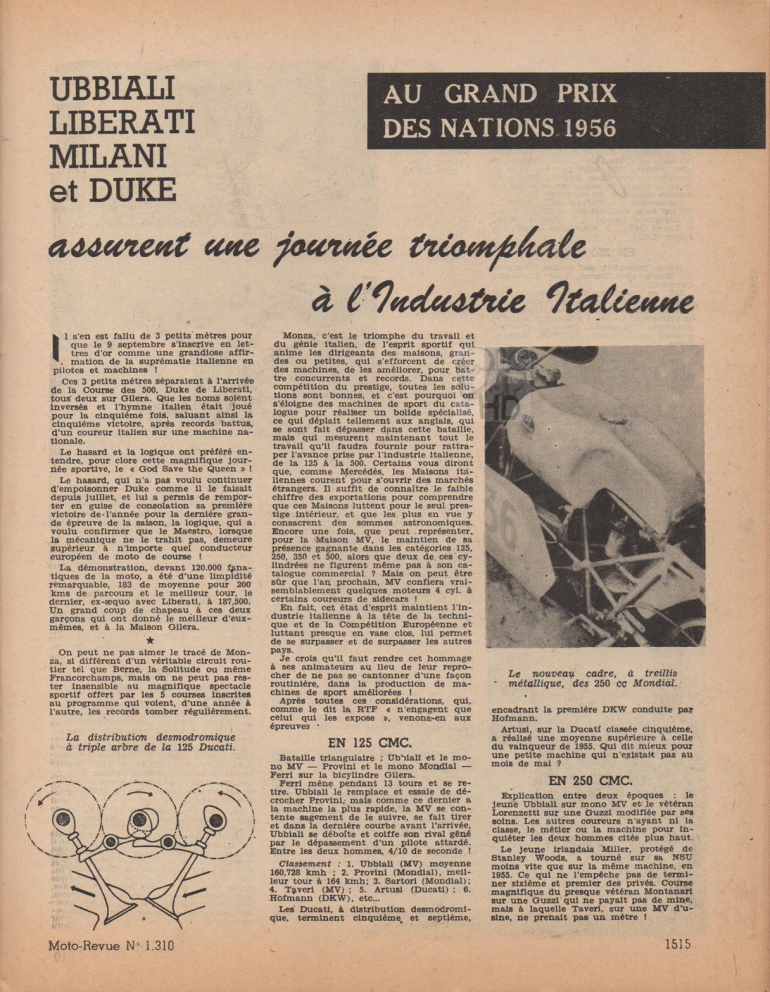 UBBIALI
LIBERATI
MILANI
et DUKE
AU GRAND PRIX
DES NATIONS 1956
assurent une journée triomphale
à l'Industrie Italienne
Il s'en est fallu de 3 petits mètres pour
que le 9 septembre s'inscrive en let-
tres d'or comme une grandiose affir-
mation de la suprématie italienne en
pilotes et machines !
Ces 3 petits mètres séparaient à l'arrivée
de la Course des 500, Duke de Liberati,
tous deux sur Gilera. Que les noms soient
inversés et l'hymne italien était joué
pour la cinquième fois, saluant ainsi la
cinquième victoire, après records battus,
d'un coureur italien sur une machine na-
tionale.
Le hasard et la logique ont préféré en-
tendre, pour clore cette magnifique jour-
née sportive, le « God Save the Queen » !
Le hasard, qui n'a pas voulu continuer
d'empoisonner Duke comme il le faisait
depuis juillet, et lui a permis de rempor-
ter en guise de consolation sa première
victoire de l'année pour la dernière gran-
de épreuve de la saison, la logique, qui a
voulu confirmer que le Maestro, lorsque
la mécanique ne le trahit pas, demeure
supérieur à n'importe quel conducteur
européen de moto de course !
La démonstration, devant 120.000 fana-
tiques de la moto, a été d'une limpidité
remarquable, 183 de moyenne pour 200
kms de parcours et le meilleur tour, le
dernier, ex-æquo avec Liberati, à 187,500.
Un grand coup de chapeau à ces deux
garçons qui ont donné le meilleur d'eux-
mêmes, et à la Maison Gilera.
★
On peut ne pas aimer le tracé de Mon-
za, si différent d'un véritable circuit rou-
tier tel que Berne, la Solitude ou même
Francorchamps, mais on ne peut pas res-
ter insensible au magnifique spectacle
sportif offert par les 5 courses inscrites
au programme qui voient, d'une année à
l'autre, les records tomber régulièrement.
La distribution desmodromique
à triple arbre de la 125 Ducati.
Monza, c'est le triomphe du travail et
du génie italien, de l'esprit sportif qui
anime les dirigeants des maisons, gran-
des ou petites, qui s'efforcent de créer
des machines, de les améliorer, pour bat-
tre concurrents et records. Dans cette
compétition du prestige, toutes les solu-
tions sont bonnes, et c'est pourquoi on
s'éloigne des machines de sport du cata-
logue pour réaliser un bolide spécialisé,
ce qui déplait tellement aux anglais, qui
se sont fait dépasser dans cette bataille,
mais qui mesurent maintenant tout le
travail qu'il faudra fournir pour rattra-
per l'avance prise par l'industrie italienne,
de la 125 à la 500. Certains vous diront
que, comme Mercédès, les Maisons ita-
liennes courent pour s'ouvrir des marchés
étrangers. Il suffit de connaître le faible
chiffre des exportations pour comprendre
que ces Maisons luttent pour le seul pres-
tige intérieur, et que les plus en vue y
consacrent des sommes astronomiques.
Encore une fois, que peut représenter,
pour la Maison MV, le maintien de sa
présence gagnante dans les catégories 125,
250, 350 et 500, alors que deux de ces cy-
lindrées ne figurent même pas à son ca-
talogue commercial ? Mais on peut être
sûr que l'an prochain, MV confiera vrai-
semblablement quelques moteurs 4 cyl. à
certains coureurs de sidecars !
En fait, cet état d'esprit maintient l'in-
dustrie italienne à la tête de la techni-
que et de la Compétition Européenne et
luttant presque en vase clos, lui permet
de se surpasser et de surpasser les autres
pays.
Je crois qu'il faut rendre cet hommage
à ses animateurs au lieu de leur repro-
cher de ne pas se cantonner d'une façon
routinière, dans la production de ma-
chines de sport améliorées !
Après toutes ces considérations, qui,
comme le dit la RTF « n'engagent que
celui qui les expose », venons-en aux
épreuves
EN 125 CMC.
Bataille triangulaire : Ubbiali et le mo-
no MV — Provini et le mono Mondial —
Ferri sur la bicylindre Gilera.
Ferri mène pendant 13 tours et se re-
tire. Ubbiali le remplace et essaie de dé-
crocher Provini, mais comme ce dernier a
la machine la plus rapide, la MV se con-
tente sagement de le suivre, se fait tirer
et dans la dernière courbe avant l'arrivée,
Ubbiali se déboîte et coiffe son rival gêné
par le dépassement d'un pilote attardé.
Entre les deux hommes, 4/10 de seconde !
Classement : 1. Ubbiali (MV) moyenne
160,728 kmh ; 2. Provini (Mondial), meil-
leur tour à 164 kmh; 3. Sartori (Mondial);
4. Taveri (MV) ; 5. Artusi (Ducati) ; 6.
Hofmann (DKW), etc...
Les Ducati, à distribution desmodromi-
que, terminent cinquième et septième,
Le nouveau cadre, à treillis
métallique, des 250 cc Mondial.
encadrant la première DKW conduite par
Hofmann.
Artusi, sur la Ducati classée cinquième,
a réalisé une moyenne supérieure à celle
du vainqueur de 1955. Qui dit mieux pour
une petite machine qui n'existait pas au
mois de mai ?
EN 250 CMC.
Explication entre deux époques : le
jeune Ubbiali sur mono MV et le vétéran
Lorenzetti sur une Guzzi modifiée par ses
soins. Les autres coureurs n'ayant ni la
classe, le métier ou la machine pour in-
quiéter les deux hommes cités plus haut.
Le jeune irlandais Miller, protégé de
Stanley Woods, a tourné sur sa NSU
moins vite que sur la même machine, en
1955. Ce qui ne l'empêche pas de termi-
ner sixième et premier des privés. Course
magnifique du presque vétéran Montanari
sur une Guzzi qui ne payait pas de mine,
mais à laquelle Taveri, sur une MV d'u-
sine, ne prenait pas un mètre !
Moto-Revue N° 1.310
1515